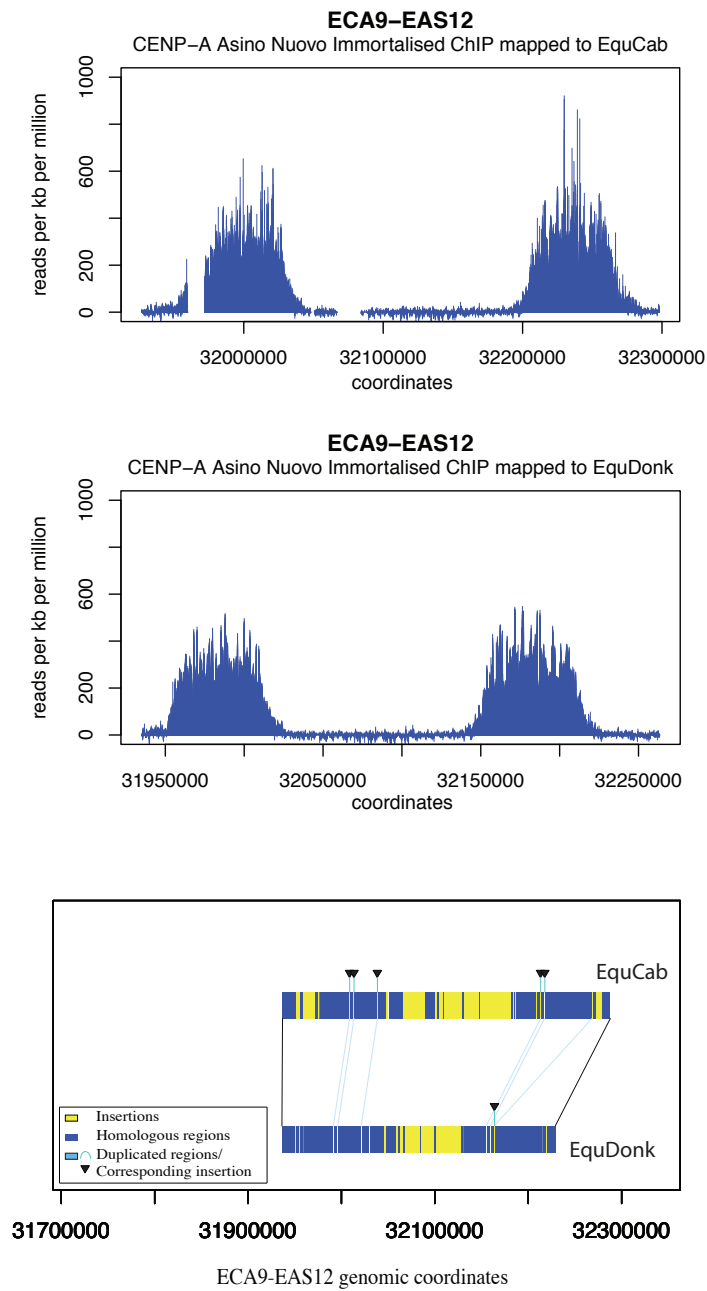 ECA9−EAS12
CENP−A Asino Nuovo Immortalised ChIP mapped to EquCab
reads per kb per million
1000
600
200
0
32000000 32100000 32200000 32300000
coordinates
ECA9−EAS12
CENP−A Asino Nuovo Immortalised ChIP mapped to EquDonk
reads per kb per million
1000
600
200
0
31950000 32050000 32150000 32250000
coordinates
EquCab
EquDonk
Insertions
Homologous regions
Duplicated regions/
Corresponding insertion
31700000 31900000 32100000 32300000
ECA9-EAS12 genomic coordinates